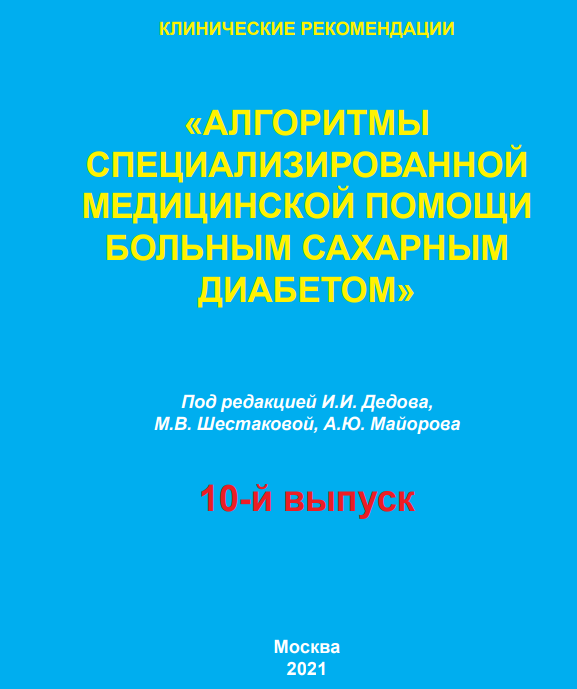 КЛИНИЧЕСКИЕ РЕКОМЕНДАЦИИ
«АЛГОРИТМЫ
СПЕЦИАЛИЗИРОВАННОЙ
МЕДИЦИНСКОЙ ПОМОЩИ
БОЛЬНЫМ САХАРНЫМ
ДИАБЕТОМ»
Под редакцией И.И. Дедова,
М.В. Шестаковой, А.Ю. Майорова
10-й выпуск
Москва
2021